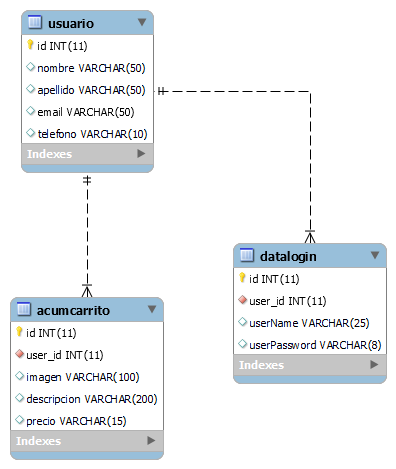 usuario
id INT(11)
nombre VARCHAR(50)
apellido VARCHAR(50)
email VARCHAR(50)
telefono VARCHAR(10)
Indexes
datalogin
id INT(11)
user_id INT(11)
userName VARCHAR(25)
userPassword VARCHAR(8)
Indexes
acumcarrito
id INT(11)
user_id INT(11)
imagen VARCHAR(100)
descripcion VARCHAR(200)
precio VARCHAR(15)
Indexes